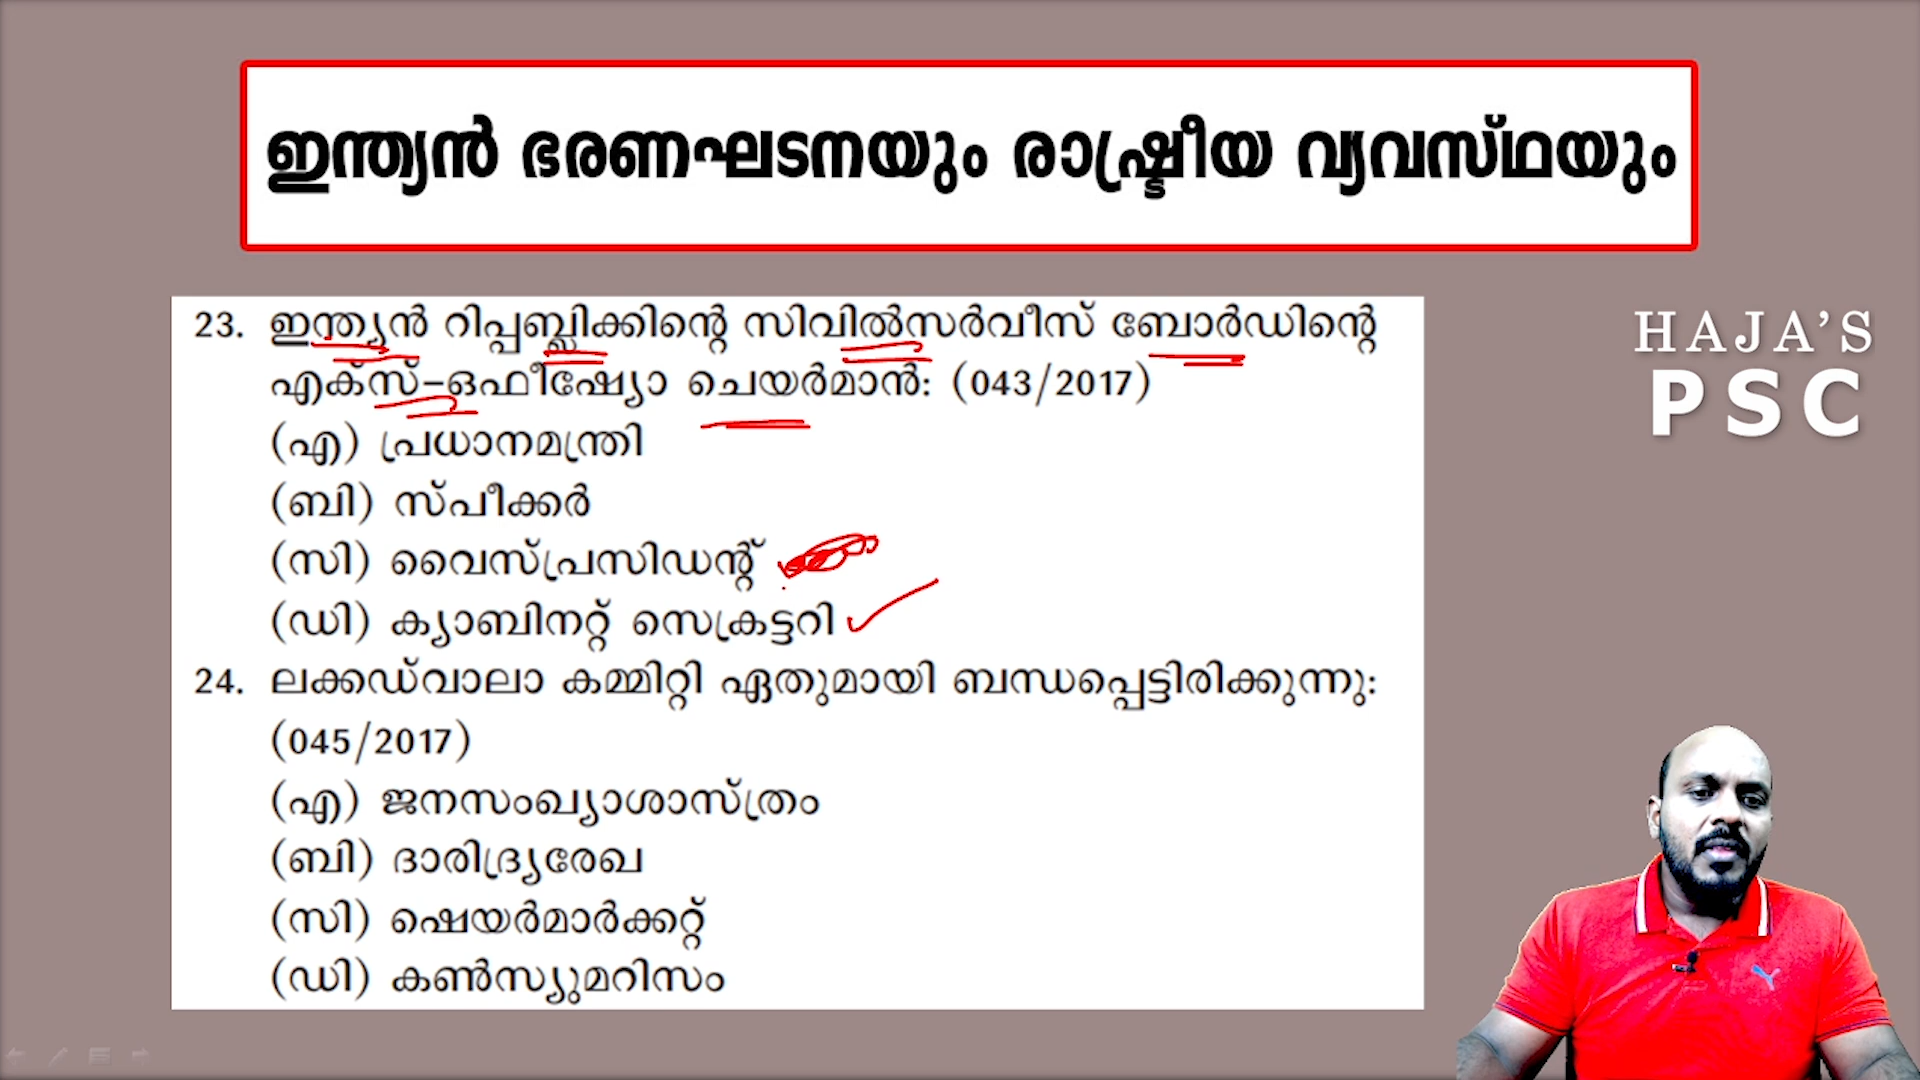 ഇന്ത്യൻ ഭരണഘടനയും രാഷ്ട്രീയ വ്യവസ്ഥയും
23. ഇന്ത്യൻ റിപ്പബ്ലിക്കിന്റെ സിവിൽസർവീസ് ബോർഡിന്റെ
എക്സ്-ഒഫീഷ്യോ ചെയർമാൻ: (043/2017)
(എ) പ്രധാനമന്ത്രി
(ബി) സ്പീക്കർ
(സി) വൈസ്പ്രസിഡന്റ്
(ഡി) ക്യാബിനറ്റ് സെക്രട്ടറി
24. ലക്കഡ്‌വാലാ കമ്മിറ്റി ഏതുമായി ബന്ധപ്പെട്ടിരിക്കുന്നു:
(045/2017)
(എ) ജനസംഖ്യാശാസ്ത്രം
(ബി) ദാരിദ്ര്യരേഖ
(സി) ഷെയർമാർക്കറ്റ്
(ഡി) കൺസ്യുമറിസം
HAJA'S
PSC